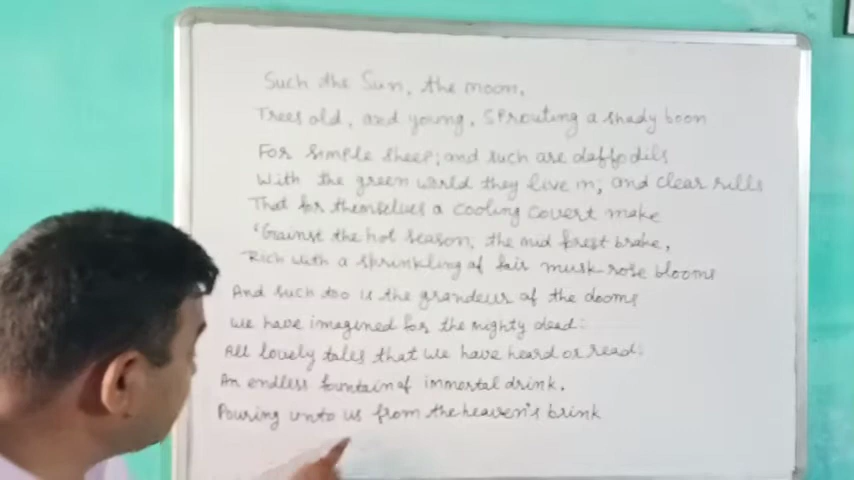 Such the Sun, the moon,
Trees old, and young, Sprouting a shady boon
For simple sheep; and such are daffodils
With the green world they live in; and clear rills
That for themselves a cooling covert make
'Gainst the hot season, the mid forest brake,
Rich with a shrinkling of fair musk-rose blooms
And such too is the grandeur of the dooms
We have imagined for the mighty dead:
All lovely tales that we have heard or read:
An endless fountain of immortal drink,
Pouring unto us from the heaven's brink